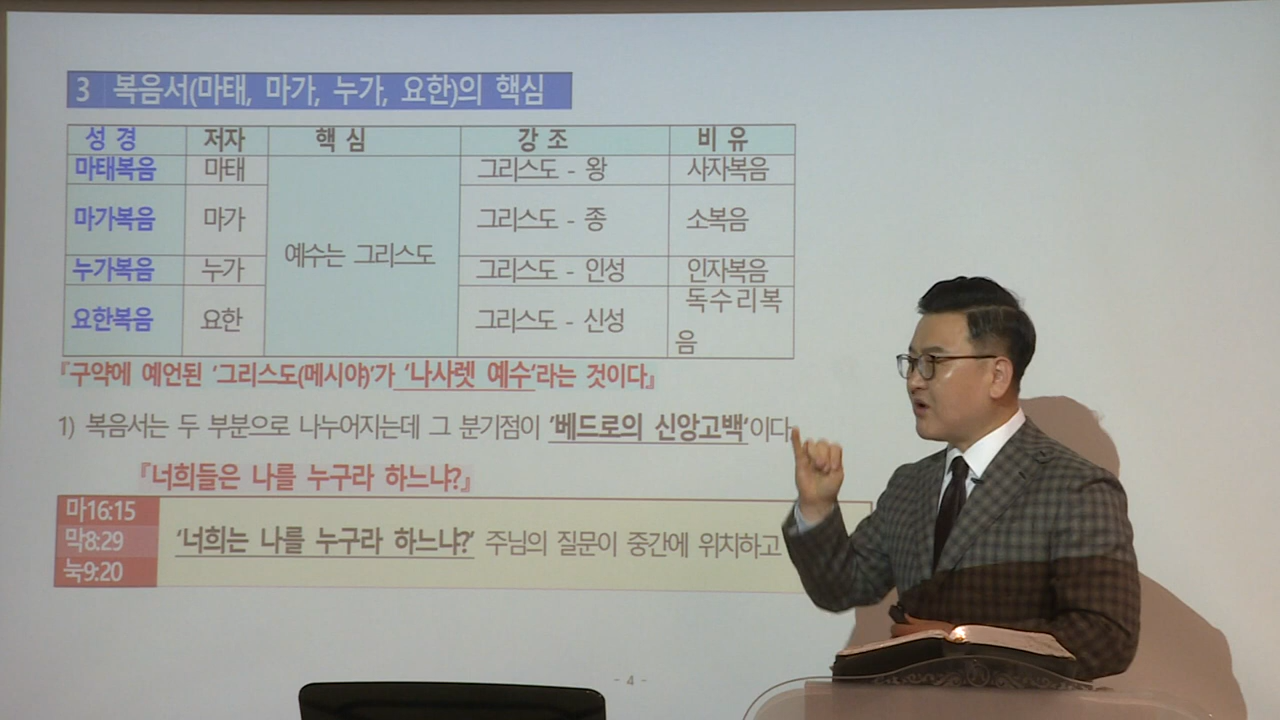 3 복음서(마태, 마가, 누가, 요한)의 핵심
성 경 저자 핵 심 강 조 비 유
마태복음 마태 그리스도 - 왕 사자복음
마가복음 마가 그리스도 - 종 소복음
예수는 그리스도
누가복음 누가 그리스도 - 인성 인자복음
요한복음 요한 그리스도 - 신성 독수리복
음
『구약에 예언된 '그리스도(메시야)'가 '나사렛 예수'라는 것이다』
1) 복음서는 두 부분으로 나누어지는데 그 분기점이 '베드로의 신앙고백'이다
『너희들은 나를 누구라 하느냐?』
마16:15
막8:29
눅9:20
'너희는 나를 누구라 하느냐?' 주님의 질문이 중간에 위치하고
- 4 -